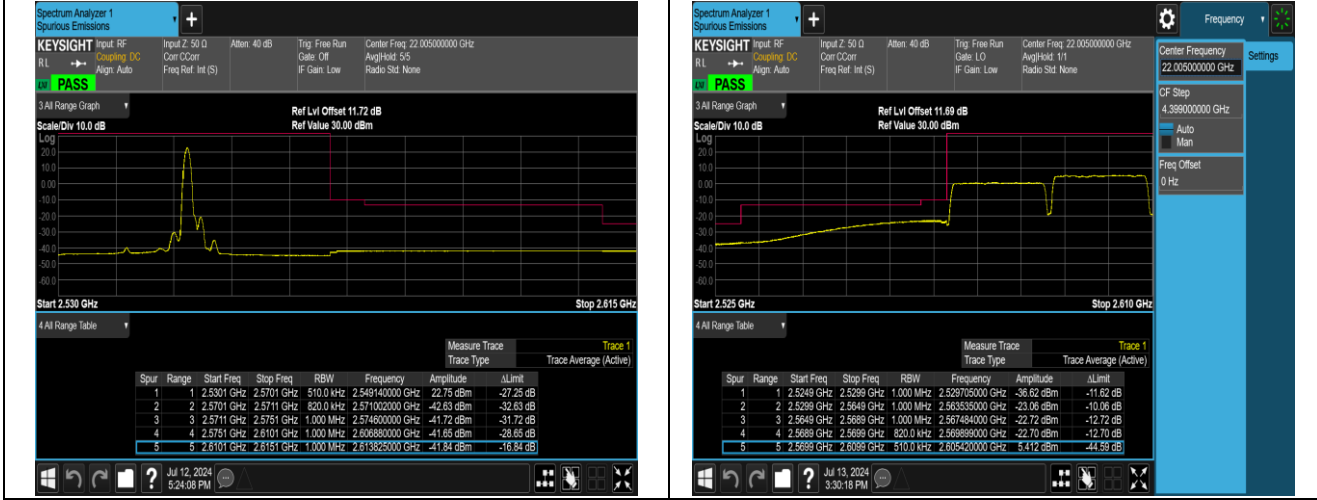 Spectrum Analyzer 1
Spurious Emissions
+
KEYSIGHT Input: RF Input Z: 50 Ω Atten: 40 dB Trig: Free Run Center Freq: 22.005000000 GHz
R L Coupling: DC Corr CCorr Gate: Off Avg|Hold: 5/5
Align: Auto Freq Ref: Int (S) IF Gain: Low Radio Std: None
PASS
3 All Range Graph
Ref Lvl Offset 11.72 dB
Scale/Div 10.0 dB Ref Value 30.00 dBm
Log
20.0
10.0
0.00
-10.0
-20.0
-30.0
-40.0
-50.0
-60.0
Start 2.530 GHz Stop 2.615 GHz
4 All Range Table
Measure Trace Trace 1
Trace Type Trace Average (Active)
Spur Range Start Freq Stop Freq RBW Frequency Amplitude ΔLimit
1 1 2.5301 GHz 2.5701 GHz 510.0 kHz 2.549140000 GHz 22.75 dBm -27.25 dB
2 2 2.5701 GHz 2.5711 GHz 820.0 kHz 2.571002000 GHz -42.63 dBm -32.63 dB
3 3 2.5711 GHz 2.5751 GHz 1.000 MHz 2.574600000 GHz -41.72 dBm -31.72 dB
4 4 2.5751 GHz 2.6101 GHz 1.000 MHz 2.606880000 GHz -41.65 dBm -28.65 dB
5 5 2.6101 GHz 2.6151 GHz 1.000 MHz 2.613825000 GHz -41.84 dBm -16.84 dB
?
Jul 12, 2024
5:24:08 PM
Spectrum Analyzer 1
Spurious Emissions
+
KEYSIGHT Input: RF Input Z: 50 Ω Atten: 40 dB Trig: Free Run Center Freq: 22.005000000 GHz
R L Coupling: DC Corr CCorr Gate: LO Avg|Hold: 1/1
Align: Auto Freq Ref: Int (S) IF Gain: Low Radio Std: None
PASS
3 All Range Graph
Ref Lvl Offset 11.69 dB
Scale/Div 10.0 dB Ref Value 30.00 dBm
Log
20.0
10.0
0.00
-10.0
-20.0
-30.0
-40.0
-50.0
-60.0
Start 2.525 GHz Stop 2.610 GHz
4 All Range Table
Measure Trace Trace 1
Trace Type Trace Average (Active)
Spur Range Start Freq Stop Freq RBW Frequency Amplitude ΔLimit
1 1 2.5249 GHz 2.5299 GHz 1.000 MHz 2.529705000 GHz -36.62 dBm -11.62 dB
2 2 2.5299 GHz 2.5649 GHz 1.000 MHz 2.563535000 GHz -23.06 dBm -10.06 dB
3 3 2.5649 GHz 2.5689 GHz 1.000 MHz 2.567484000 GHz -22.72 dBm -12.72 dB
4 4 2.5689 GHz 2.5699 GHz 820.0 kHz 2.569899000 GHz -22.70 dBm -12.70 dB
5 5 2.5699 GHz 2.6099 GHz 510.0 kHz 2.605420000 GHz 5.412 dBm -44.59 dB
?
Jul 13, 2024
3:30:18 PM
Frequency
Center Frequency
22.005000000 GHz
Settings
CF Step
4.399000000 GHz
Auto
Man
Freq Offset
0 Hz